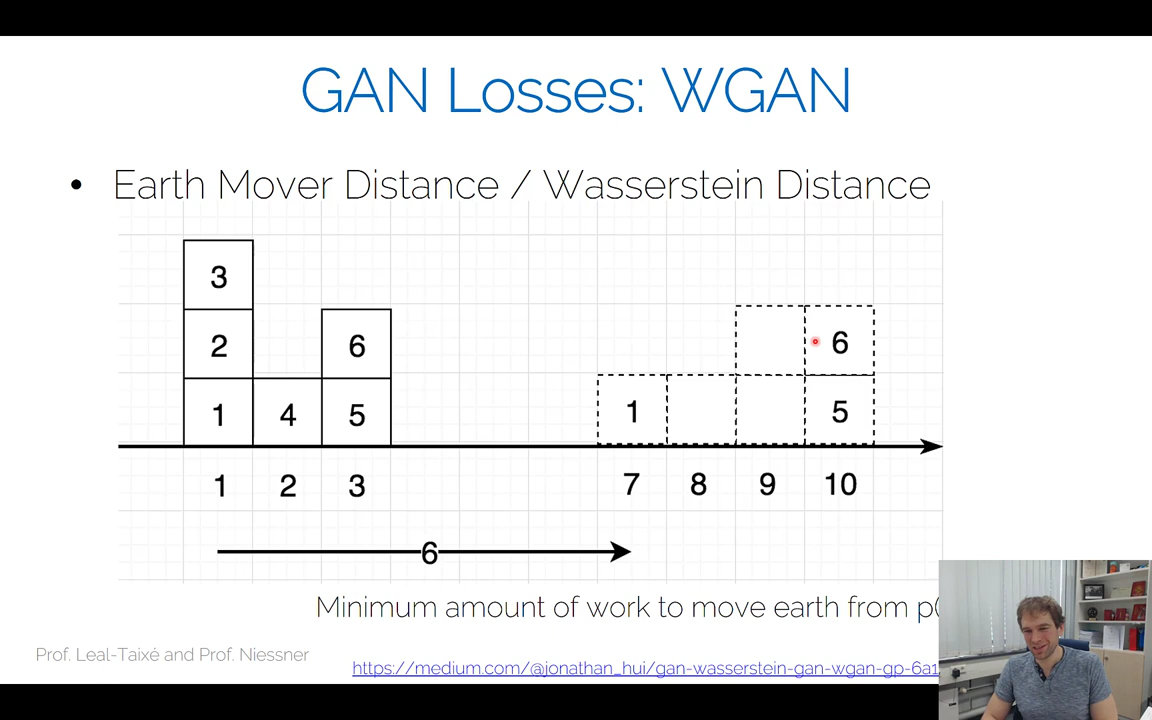 GAN Losses: WGAN
• Earth Mover Distance / Wasserstein Distance
3
2 6 6
1 4 5 1 5
1 2 3 7 8 9 10
6
Minimum amount of work to move earth from p(
Prof. Leal-Taixé and Prof. Niessner
https://medium.com/@jonathan_hui/gan-wasserstein-gan-wgan-gp-6a1